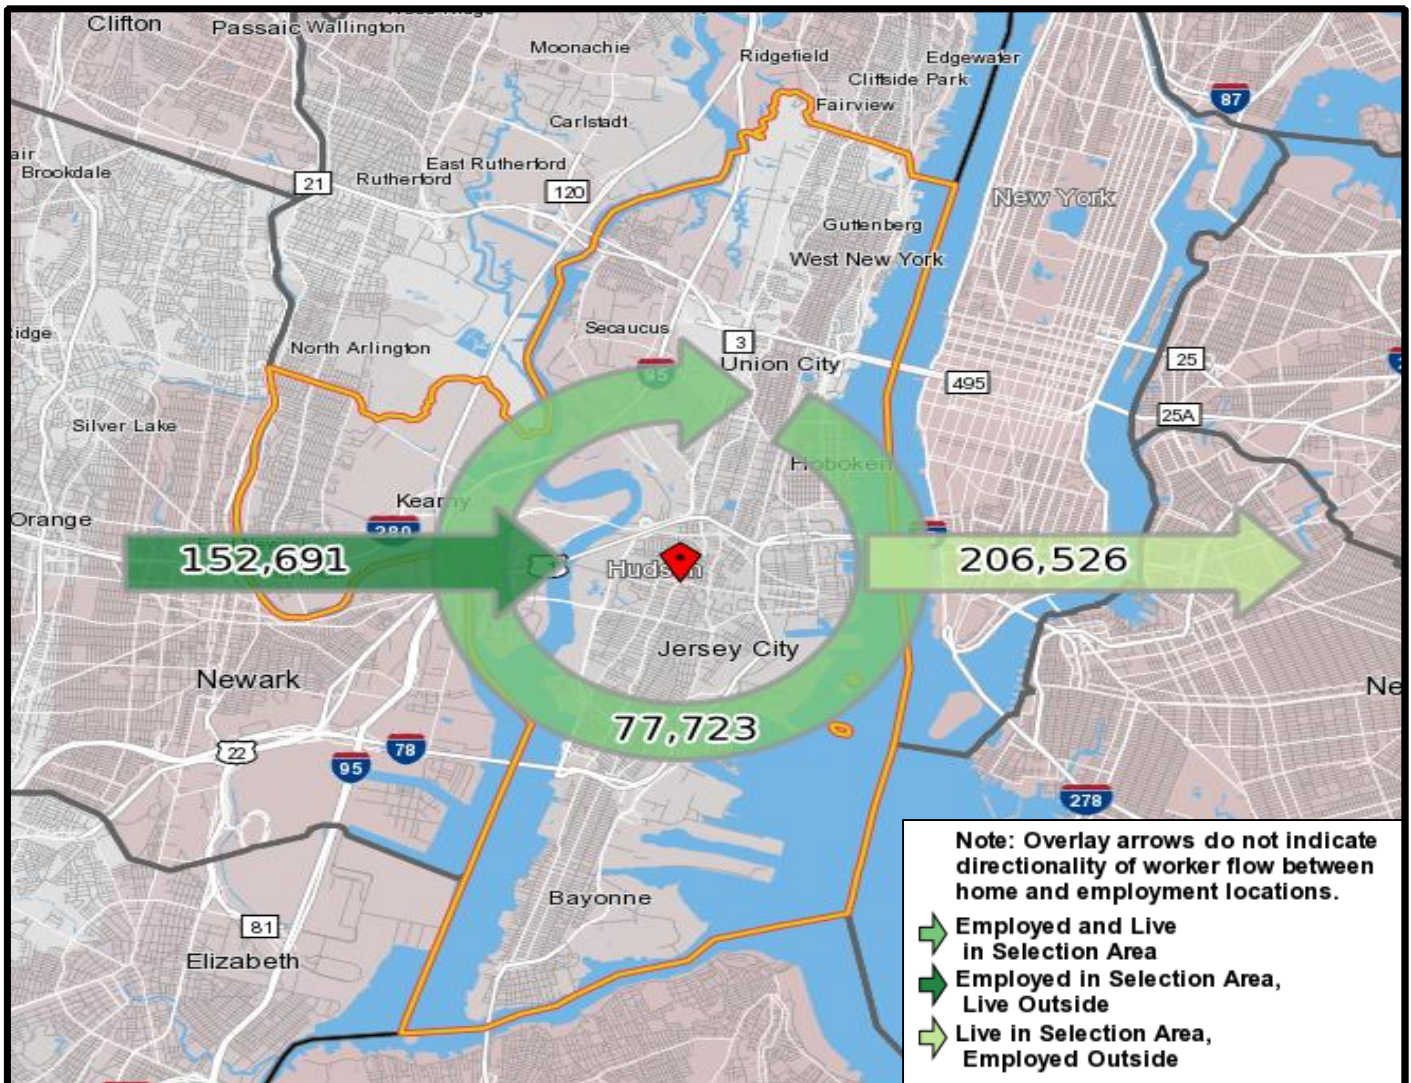 Clifton
Passaic
Wallington
Moonachie
Ridgefield
Edgewater
Cliffside Park
Fairview
87
Carlstadt
Brookdale
East Rutherford
21
Rutherford
120
New York
Guttenberg
West New York
Secaucus
3
idge
North Arlington
95
Union City
25
495
25A
Silver Lake
Hoboken
Kearny
Orange
280
152,691
1
Hudson
206,526
Jersey City
Newark
Ne
77,723
22
78
95
278
Bayonne
81
Elizabeth
Note: Overlay arrows do not indicate
directionality of worker flow between
home and employment locations.
Employed and Live
in Selection Area
Employed in Selection Area,
Live Outside
Live in Selection Area,
Employed Outside